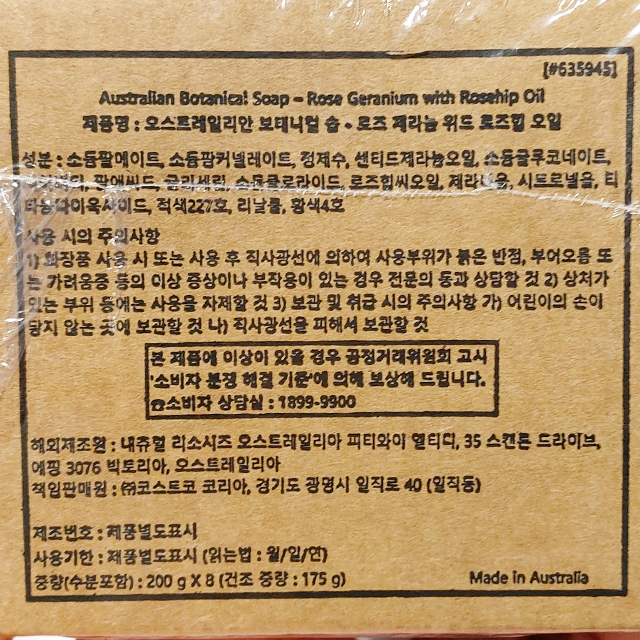 [#635945]
Australian Botanical Soap - Rose Geranium with Rosehip Oil
제품명 : 오스트레일리안 보태니컬 솝 - 로즈 제라늄 위드 로즈힙 오일
성분 : 소듐팔메이트, 소듐팜커넬레이트, 정제수, 센티드제라늄오일, 소듐글루코네이트,
팜애씨드, 글리세린, 소듐클로라이드, 로즈힙씨오일, 제라니올, 시트로넬올, 티
타늄다이옥사이드, 적색227호, 리날룰, 황색4호
사용 시의 주의사항
1) 화장품 사용 시 또는 사용 후 직사광선에 의하여 사용부위가 붉은 반점, 부어오름 또
는 가려움증 등의 이상 증상이나 부작용이 있는 경우 전문의 등과 상담할 것 2) 상처가
있는 부위 등에는 사용을 자제할 것 3) 보관 및 취급 시의 주의사항 가) 어린이의 손이
닿지 않는 곳에 보관할 것 나) 직사광선을 피해서 보관할 것
본 제품에 이상이 있을 경우 공정거래위원회 고시
'소비자 분쟁 해결 기준'에 의해 보상해 드립니다.
☎소비자 상담실 : 1899-9900
해외제조원 : 내츄럴 리소시즈 오스트레일리아 피티와이 엘티디, 35 스캔론 드라이브,
에핑 3076 빅토리아, 오스트레일리아
책임판매원 : ㈜코스트코 코리아, 경기도 광명시 일직로 40 (일직동)
제조번호 : 제품별도표시
사용기한 : 제품별도표시 (읽는법 : 월/일/연)
중량(수분포함) : 200 g X 8 (건조 중량 : 175 g)
Made in Australia